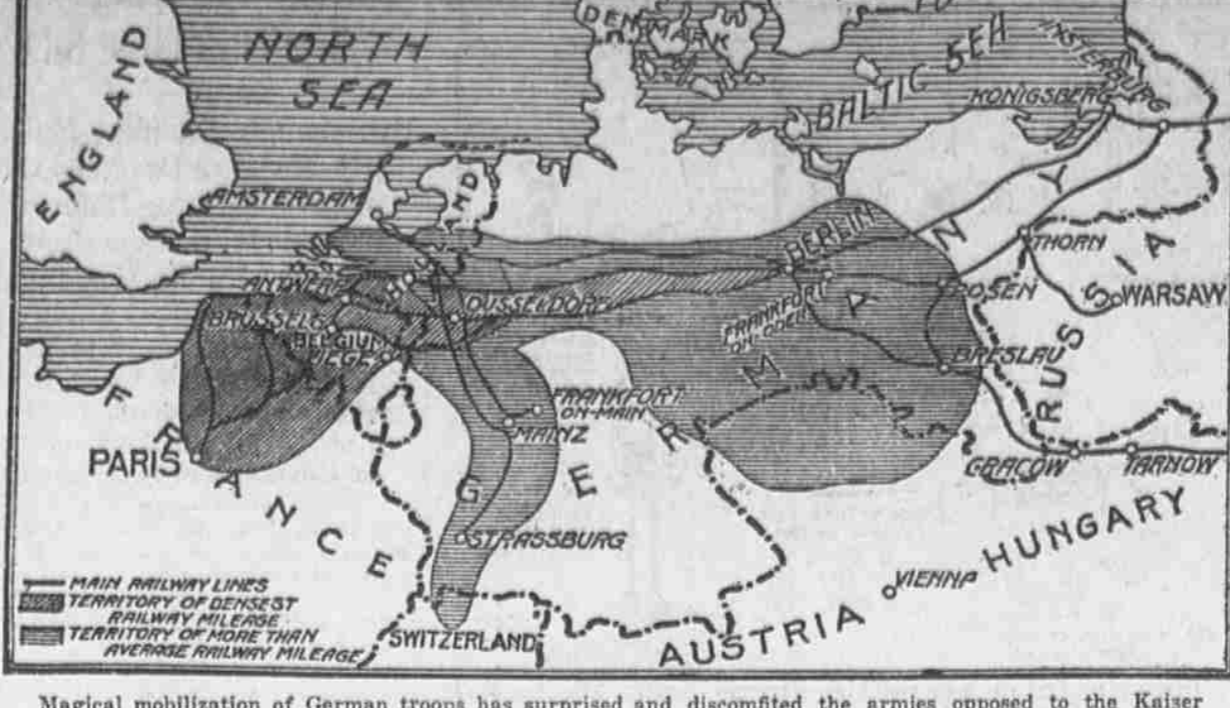 NORTH
SEA
ENGLAND
DENMARK
BALTIC SEA
KONIGSBERG
INSTERBURG
AMSTERDAM
ANTWERP
BRUSSELS
BELGIUM
LIEGE
DUSSELDORF
BERLIN
FRANKFORT
ON-ODER
THORN
POSEN
WARSAW
RUSSIA
BRESLAU
GERMANY
FRANKFORT
ON-MAIN
MAINZ
PARIS
FRANCE
CRACOW
TARNOW
STRASSBURG
HUNGARY
VIENNA
AUSTRIA
SWITZERLAND
MAIN RAILWAY LINES
TERRITORY OF DENSEST
RAILWAY MILEAGE
TERRITORY OF MORE THAN
AVERAGE RAILWAY MILEAGE
Magical mobilization of German troops has surprised and discomfited the armies opposed to the Kaiser